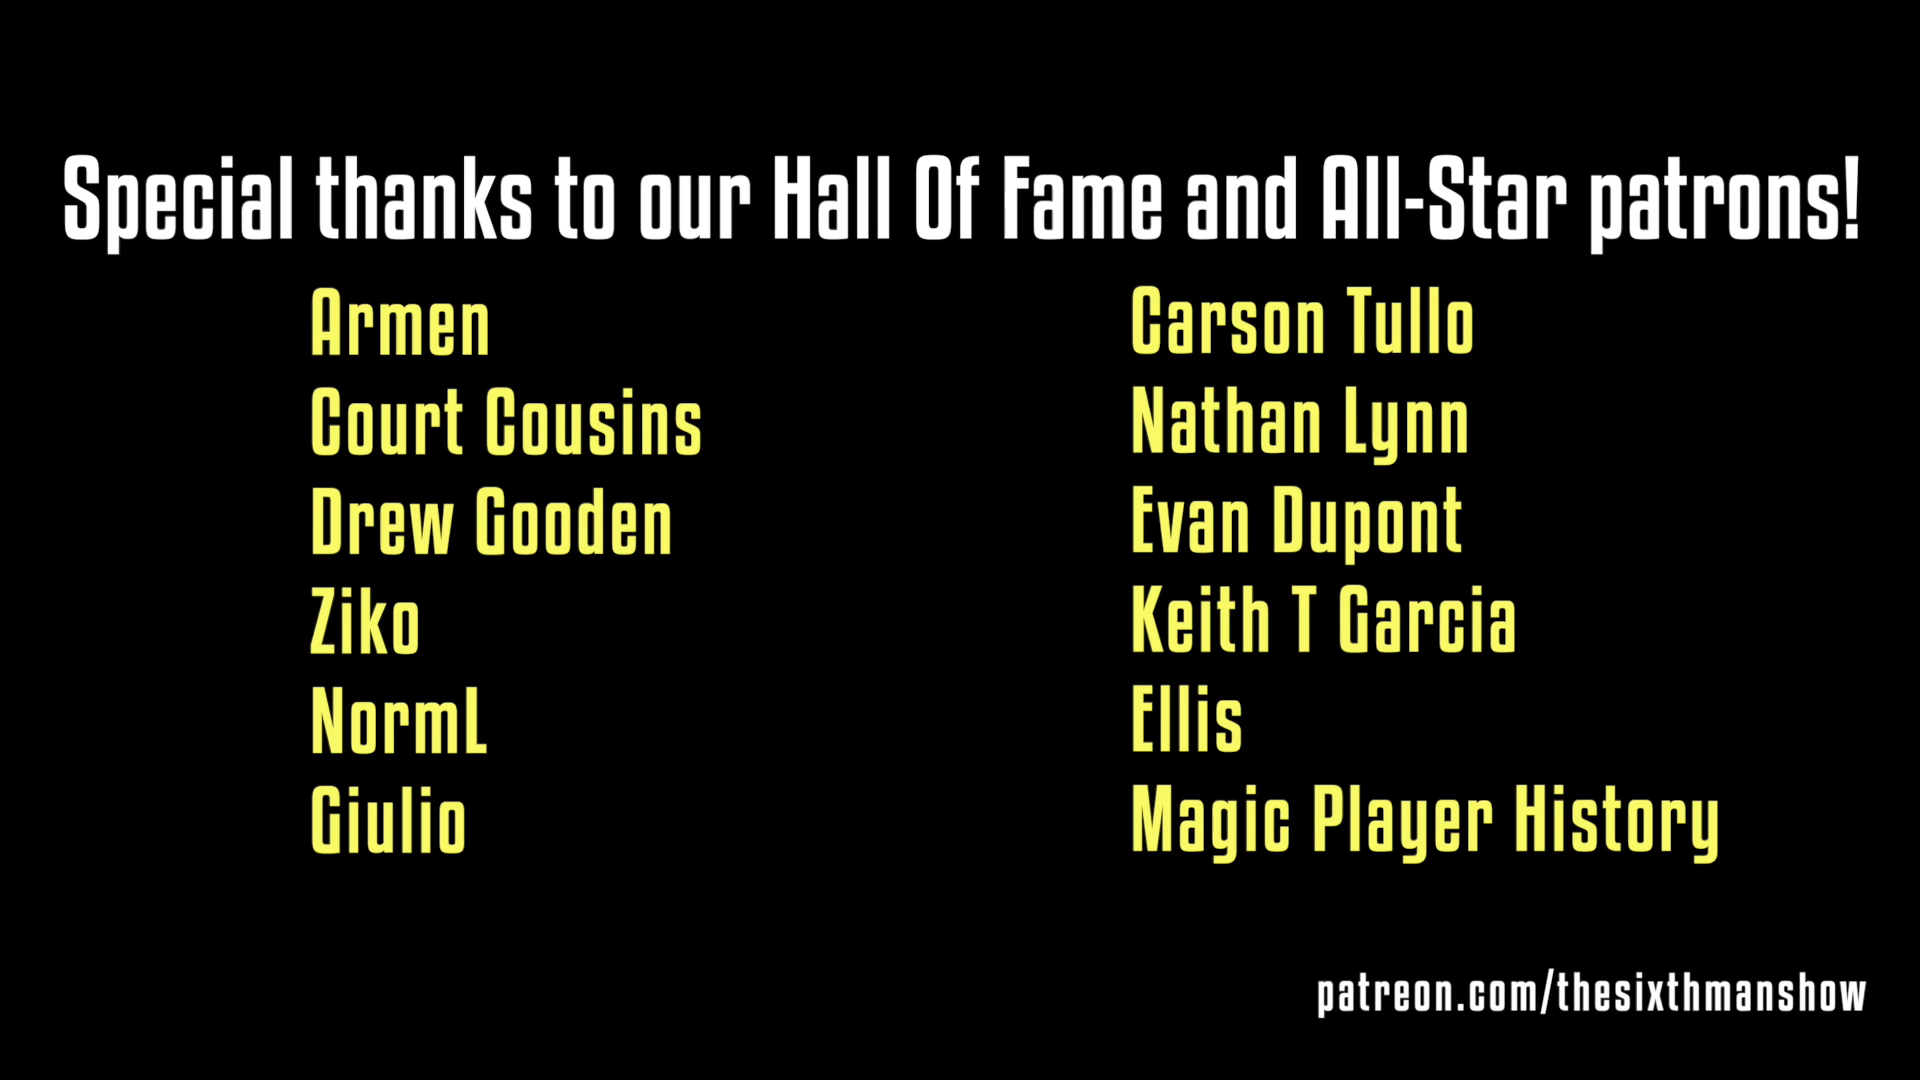 Special thanks to our Hall Of Fame and All-Star patrons!
Armen
Court Cousins
Drew Gooden
Ziko
NormL
Giulio
Carson Tullo
Nathan Lynn
Evan Dupont
Keith T Garcia
Ellis
Magic Player History
patreon.com/thesixthmanshow